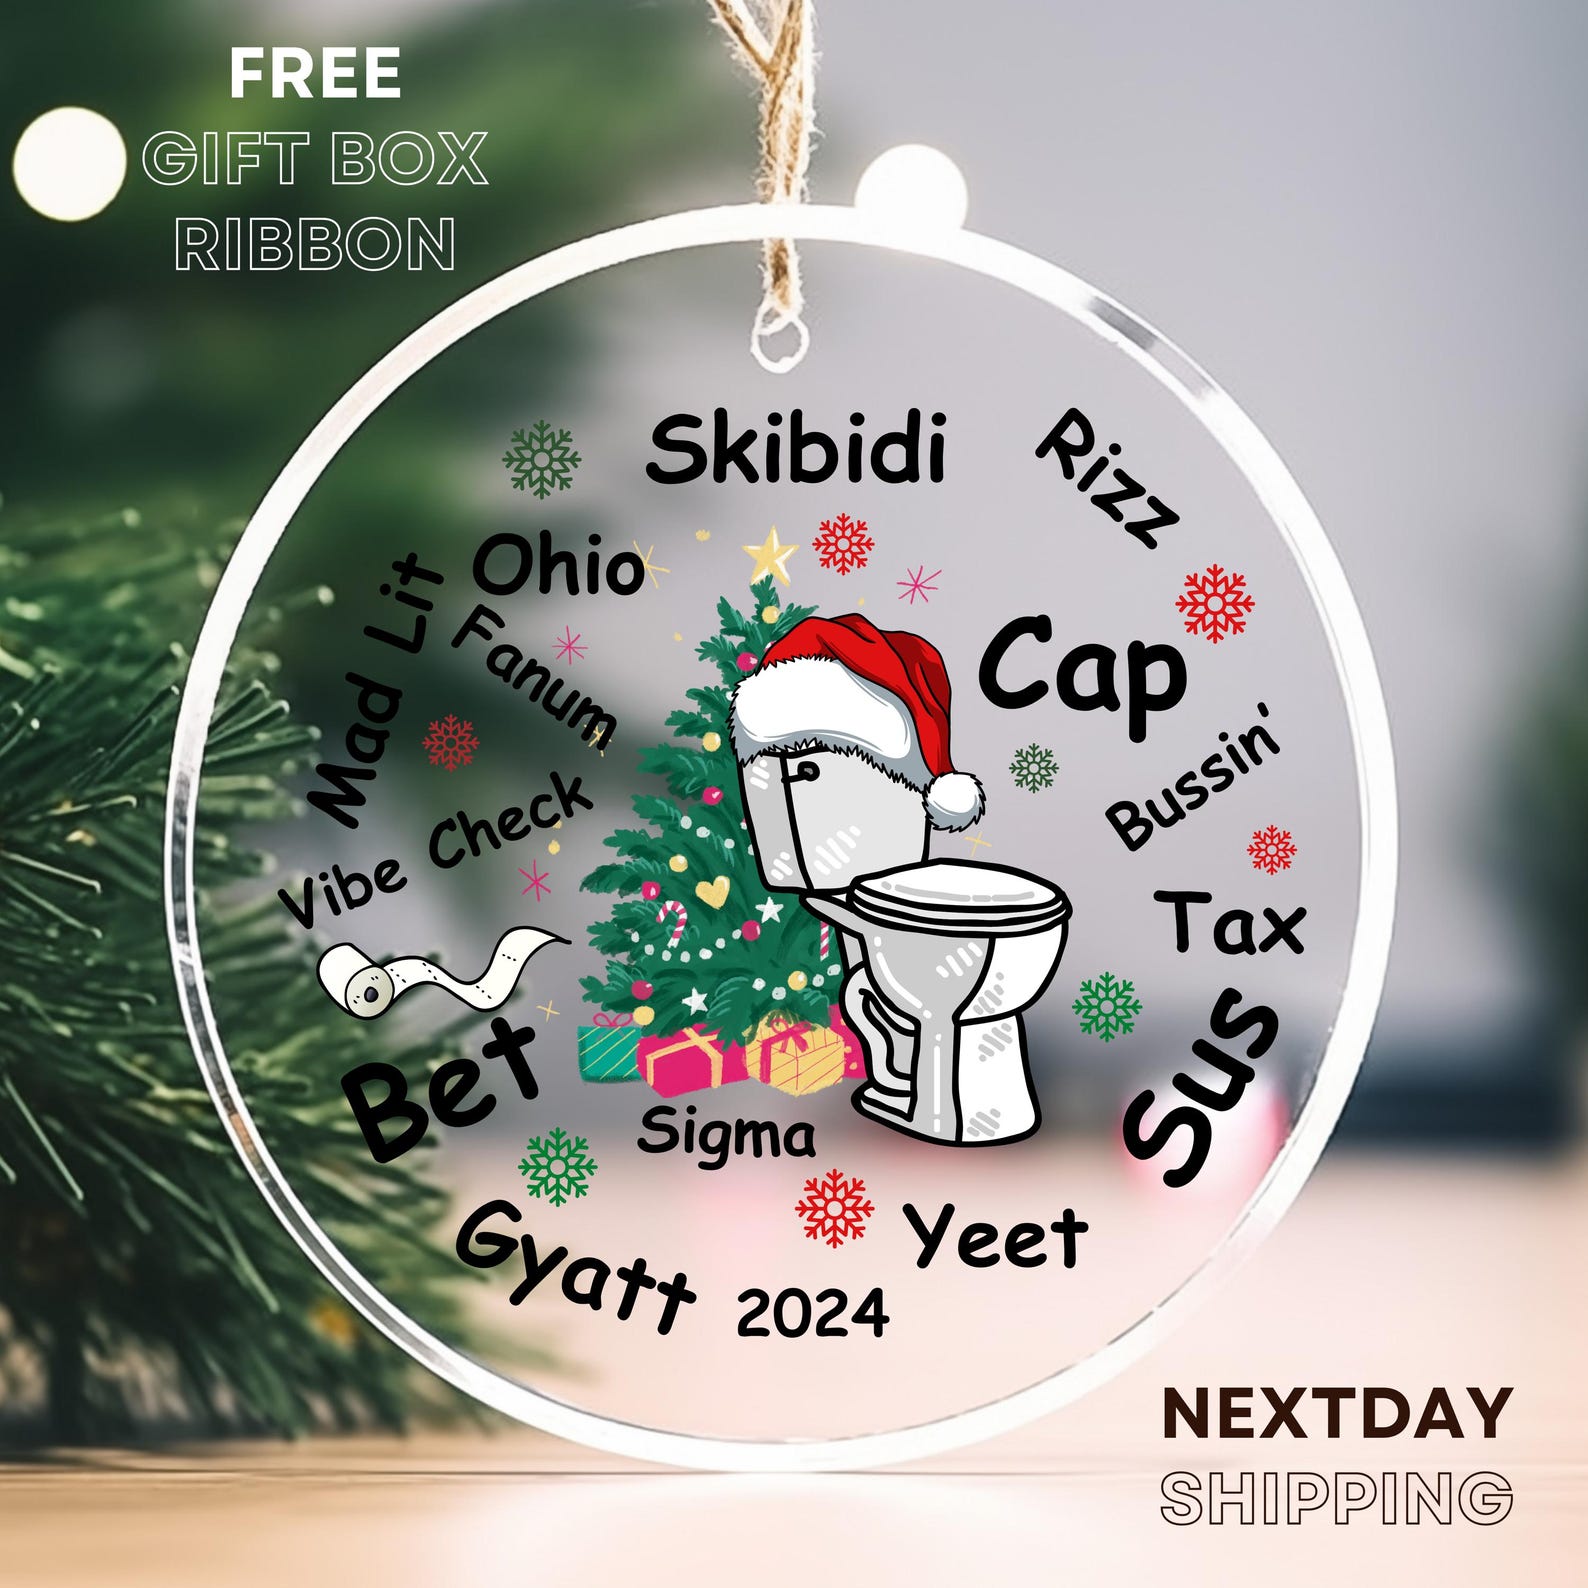 FREE
GIFT BOX
RIBBON
Skibidi
Rizz
Ohio
Mad Lit
Fanum
Cap
Bussin'
Vibe Check
Tax
Bet
Sus
Sigma
Gyatt
Yeet
2024
NEXTDAY
SHIPPING